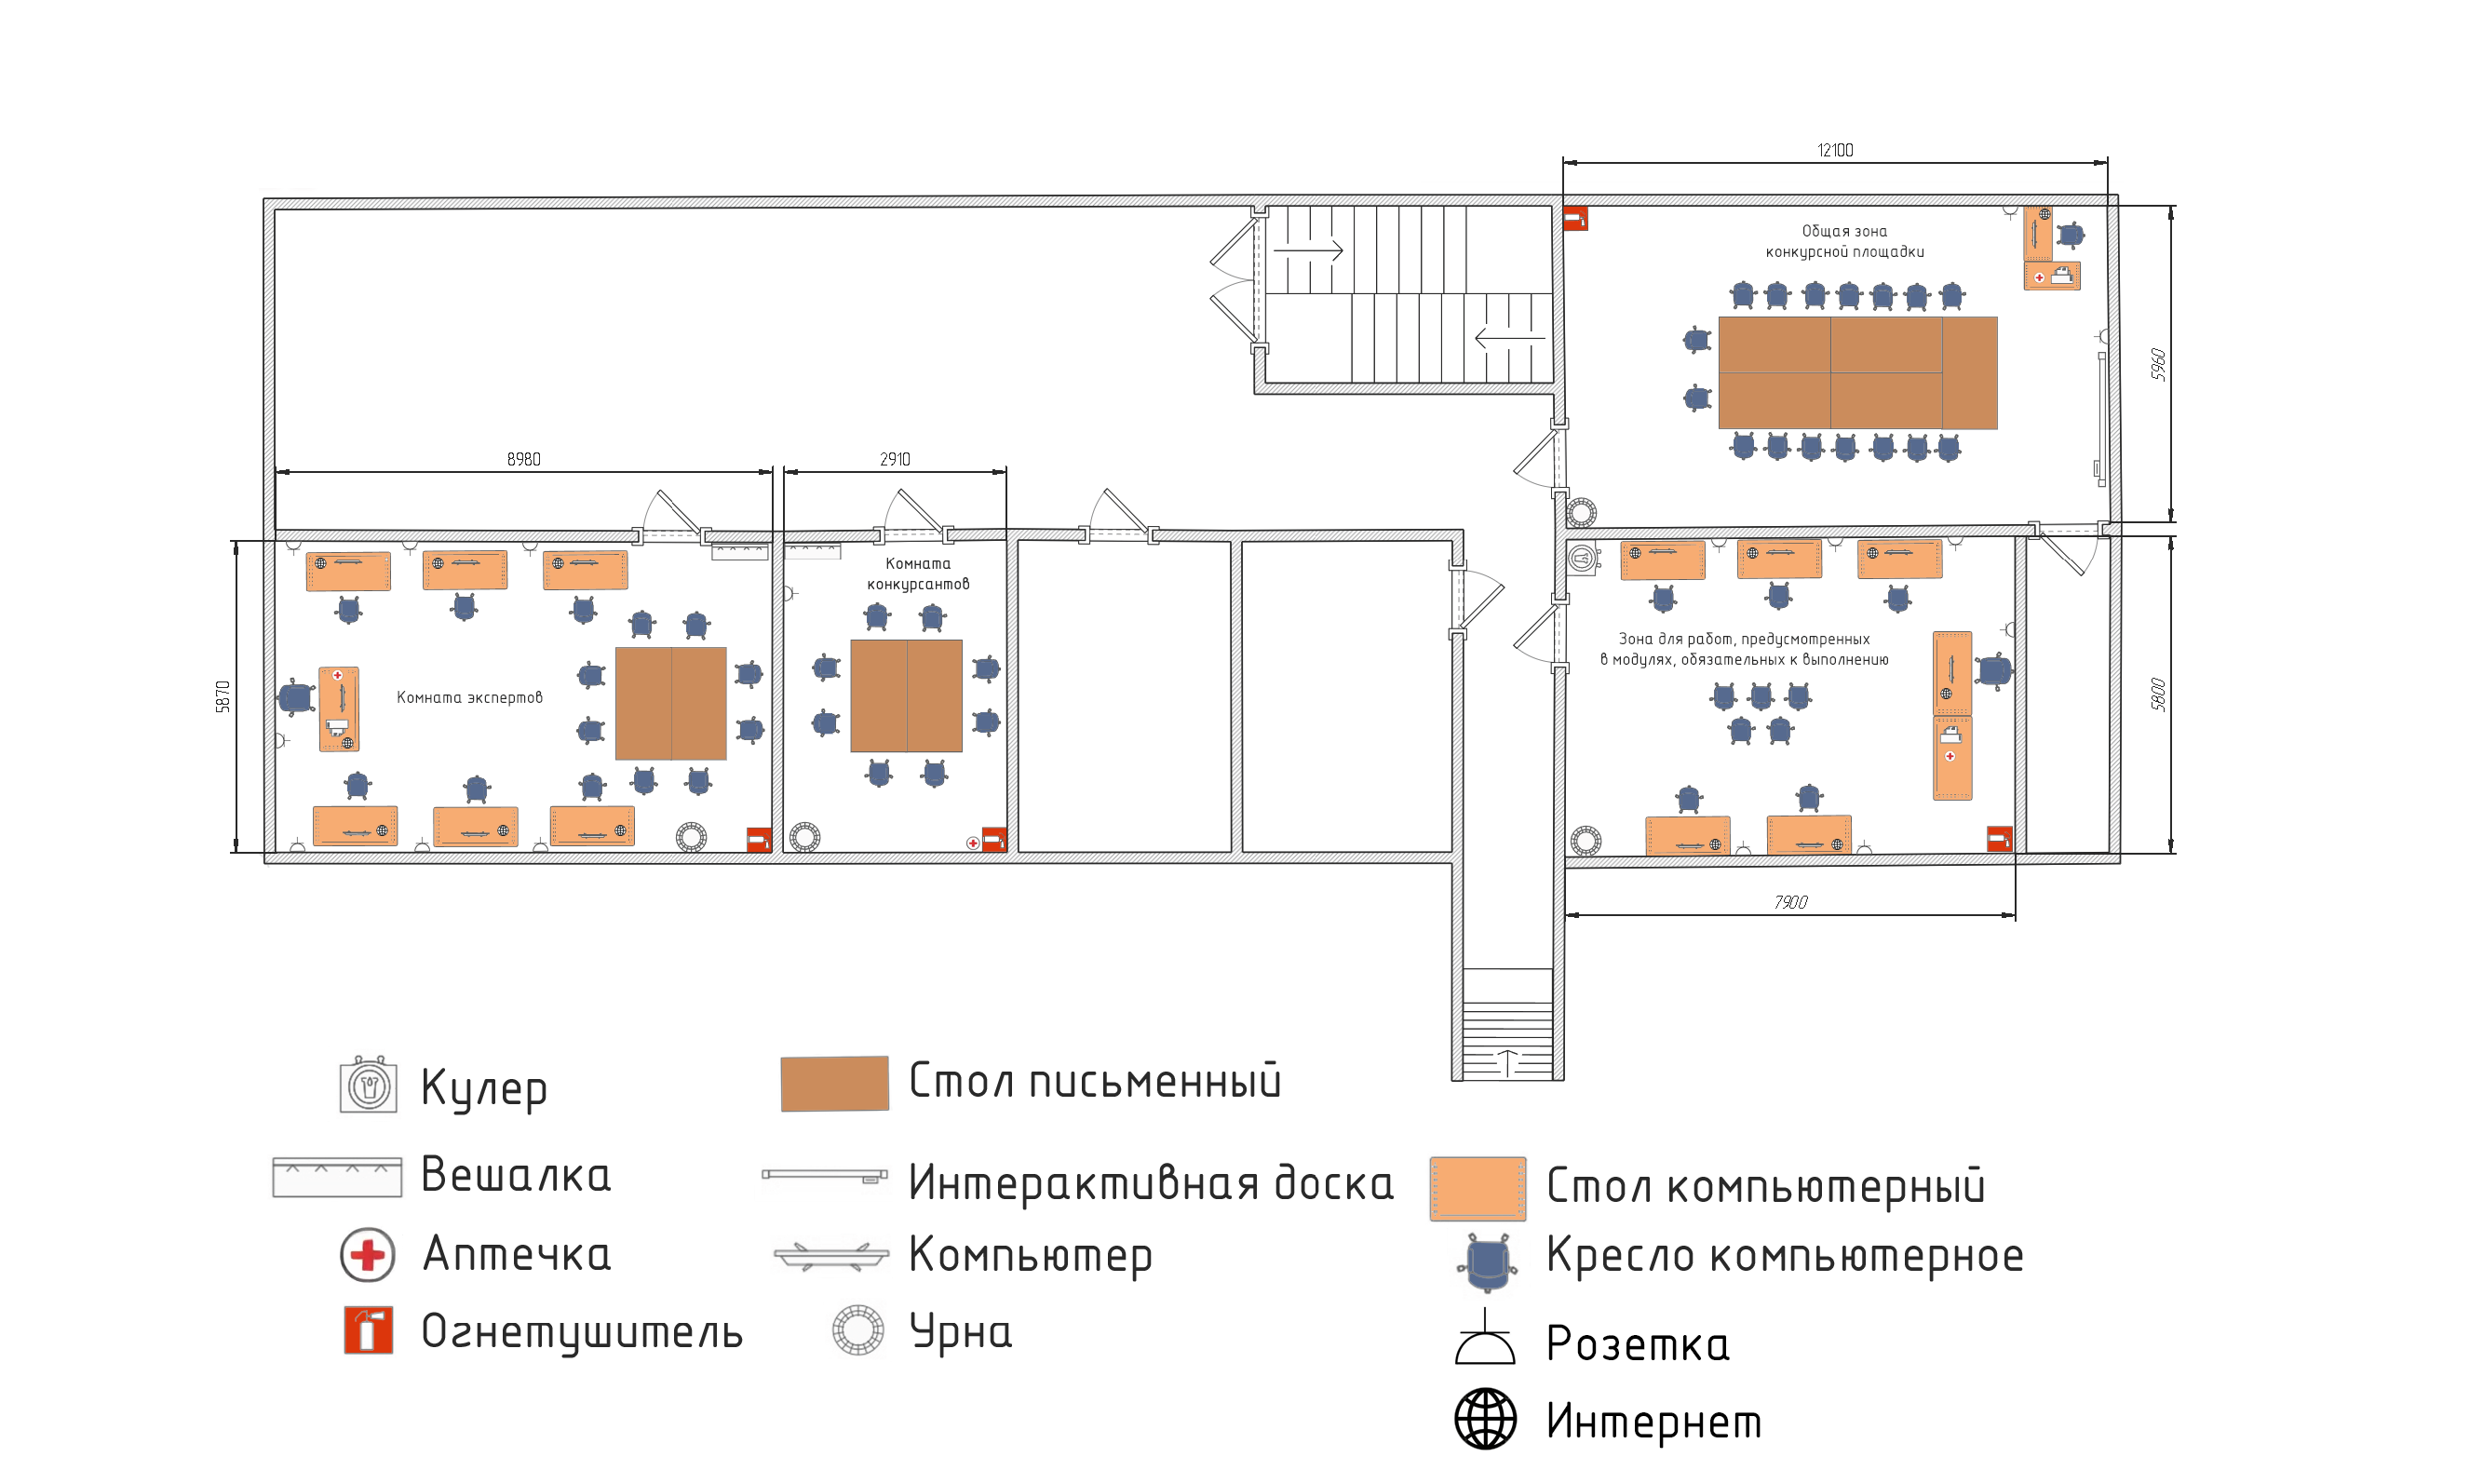 12100
Общая зона
конкурсной площадки
5960
8980
2910
Комната
конкурсантов
Зона для работ, предусмотренных
в модулях, обязательных к выполнению
5870
Комната экспертов
5800
7900
Кулер
Стол письменный
Вешалка
Интерактивная доска
Стол компьютерный
Аптечка
Компьютер
Кресло компьютерное
Огнетушитель
Урна
Розетка
Интернет